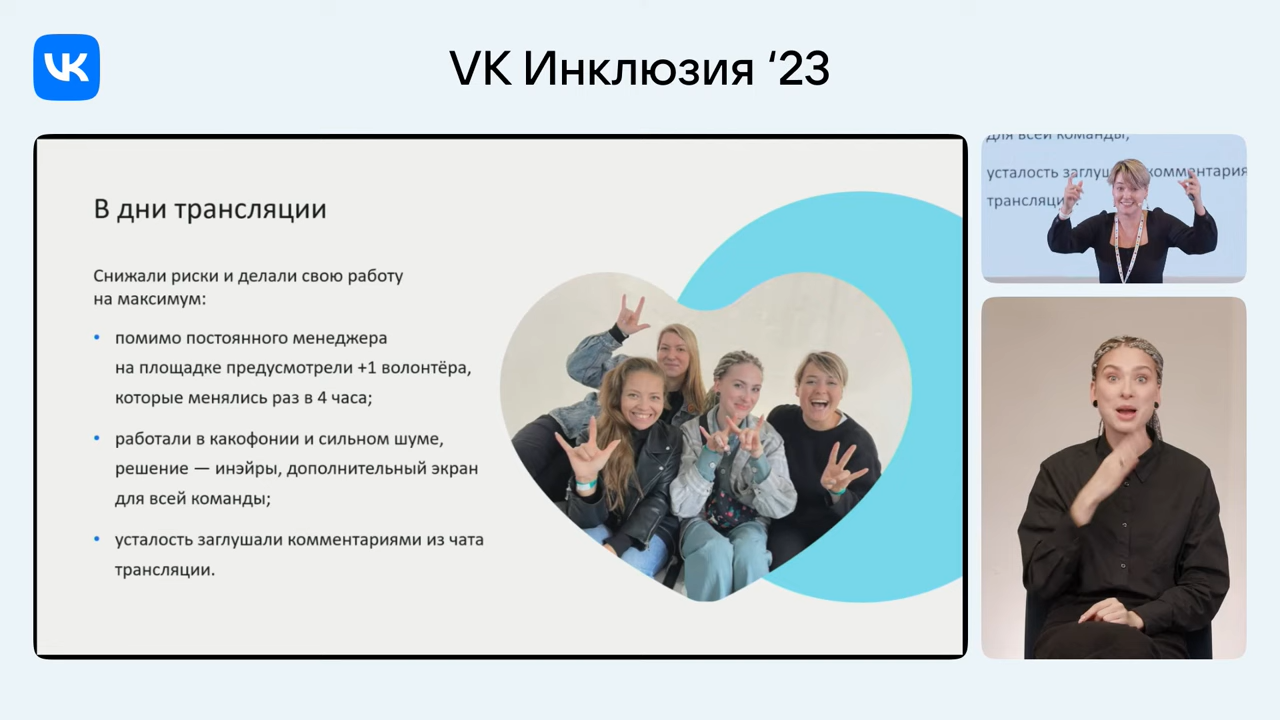 VK
VK Инклюзия ‘23
В дни трансляции
Снижали риски и делали свою работу
на максимум:
• помимо постоянного менеджера
на площадке предусмотрели +1 волонтёра,
которые менялись раз в 4 часа;
• работали в какофонии и сильном шуме,
решение — инэйры, дополнительный экран
для всей команды;
• усталость заглушали комментариями из чата
трансляции.
для всей команды;
усталость заглуш комментария
трансляци